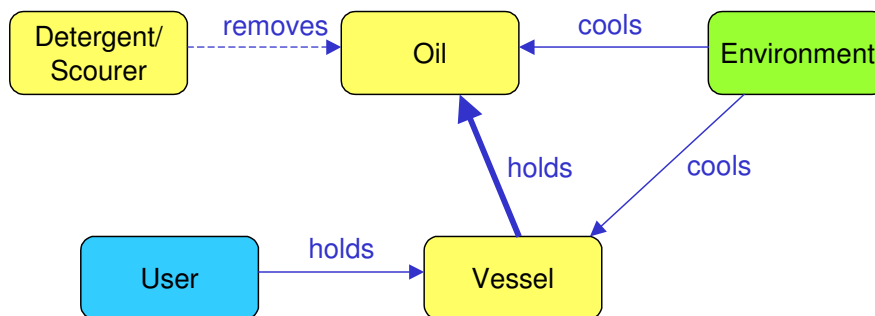 Detergent/
Scourer
removes
Oil
cools
Environment
holds
cools
User
holds
Vessel